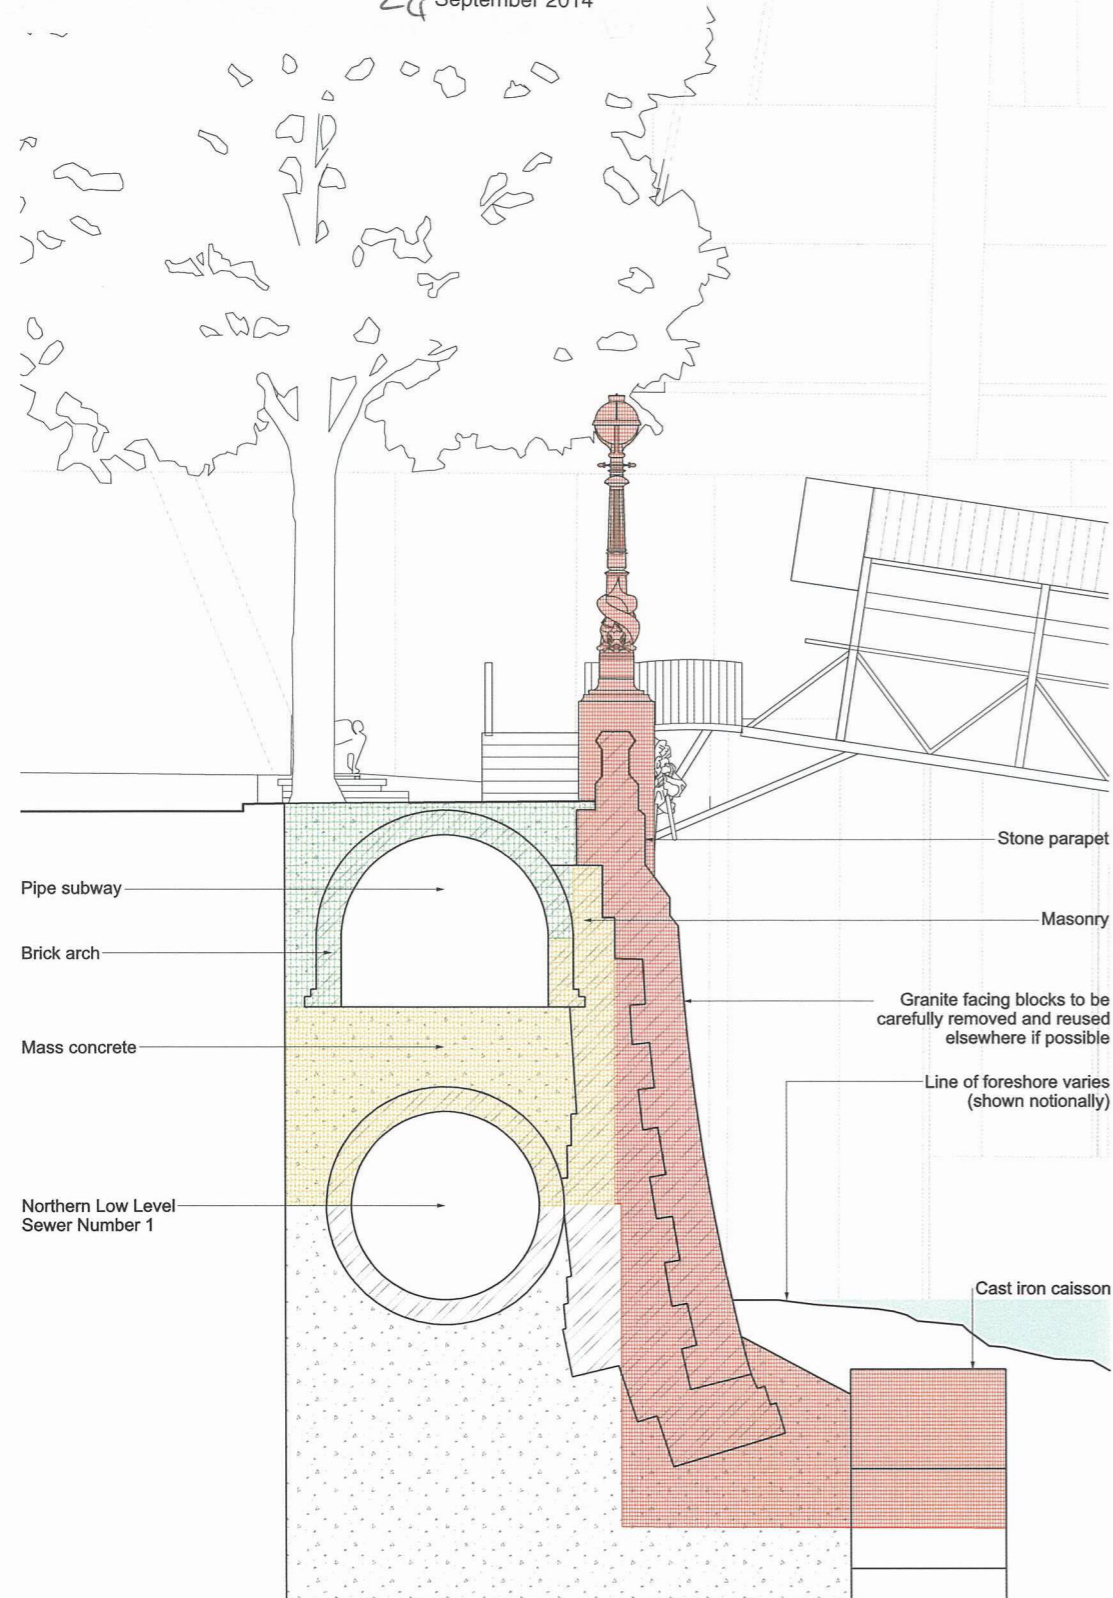 24 September 2014
Stone parapet
Pipe subway
Masonry
Brick arch
Granite facing blocks to be
carefully removed and reused
elsewhere if possible
Mass concrete
Line of foreshore varies
(shown notionally)
Northern Low Level
Sewer Number 1
Cast iron caisson